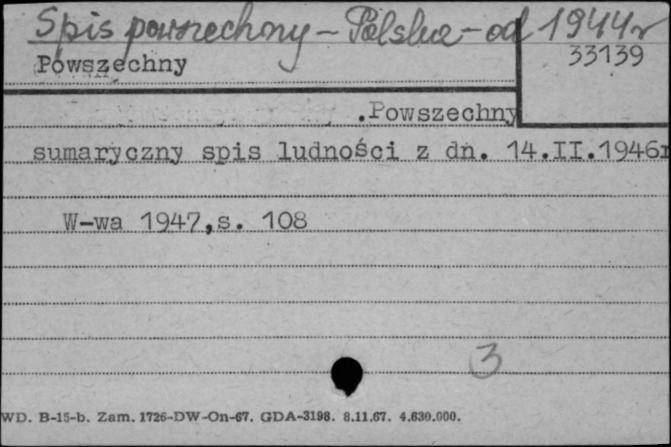 Spis powszechny - Polska - od 1944r
33139
Powszechny
.Powszechny
sumaryczny spis ludności z dn. 14.II.1946r
W-wa 1947,s. 108
3
WD. B-15-b. Zam. 1726-DW-On-67. GDA-3198. 8.11.67. 4.630.000.